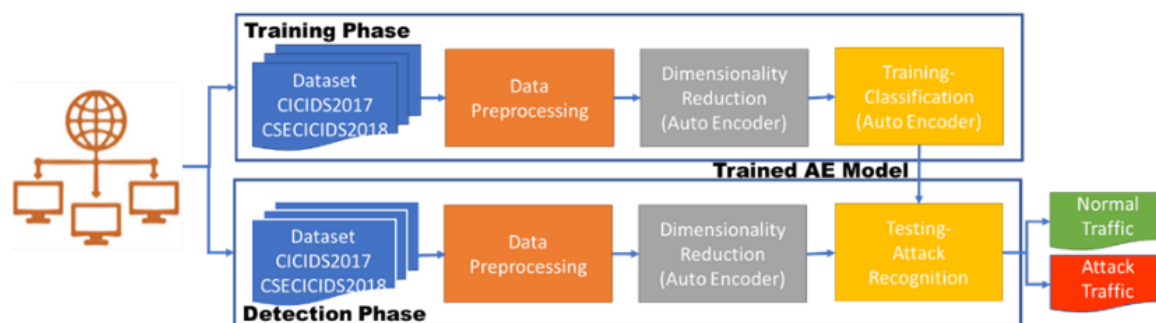 Training Phase
Dataset
CICIDS2017
CSECICIDS2018
Data
Preprocessing
Dimensionality
Reduction
(Auto Encoder)
Training-
Classification
(Auto Encoder)
Trained AE Model
Dataset
CICIDS2017
CSECICIDS2018
Data
Preprocessing
Dimensionality
Reduction
(Auto Encoder)
Testing-
Attack
Recognition
Normal
Traffic
Attack
Traffic
Detection Phase